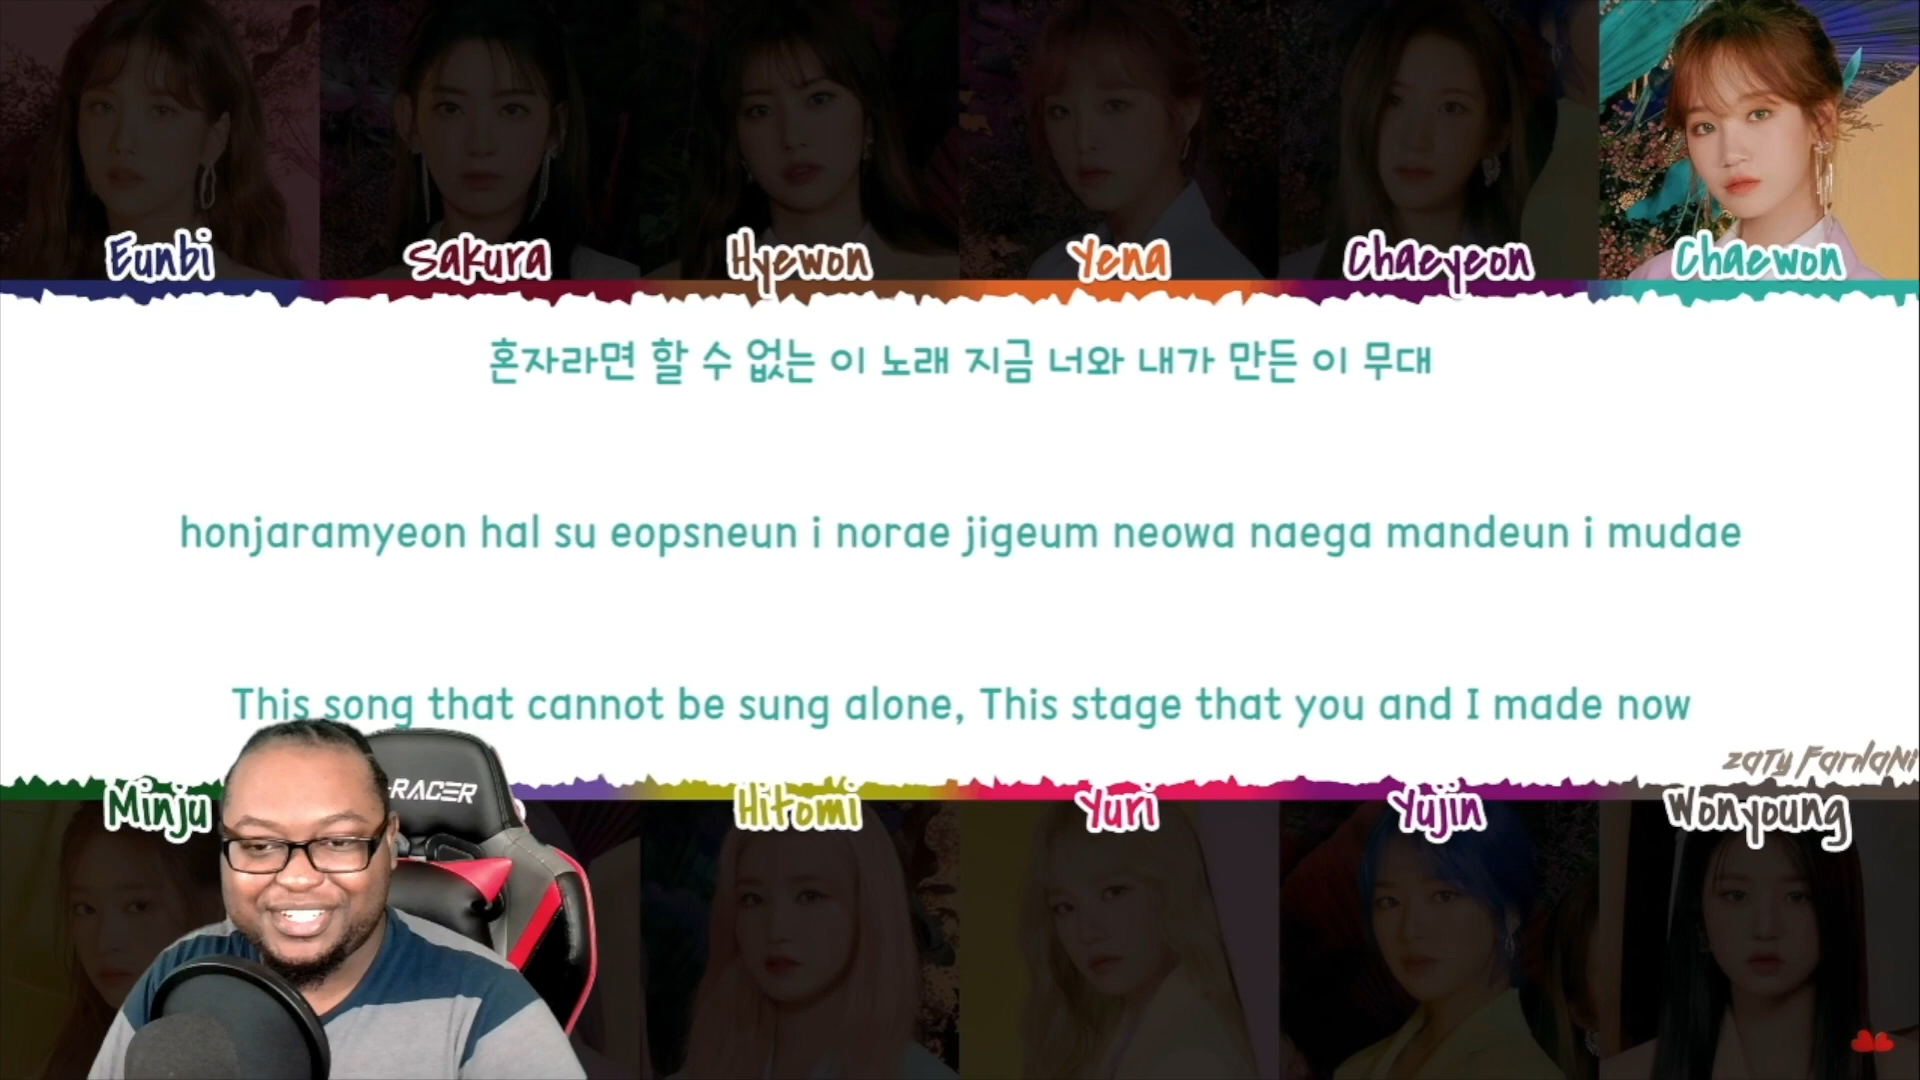 Eunbi
Sakura
Hyewon
Yena
Chaeyeon
Chaewon
혼자라면 할 수 없는 이 노래 지금 너와 내가 만든 이 무대
honjaramyeon hal su eopsneun i norae jigeum neowa naega mandeun i mudae
This song that cannot be sung alone, This stage that you and I made now
zaty Farhani
-RACER
Minju
Hitomi
Yuri
Yujin
Wonyoung